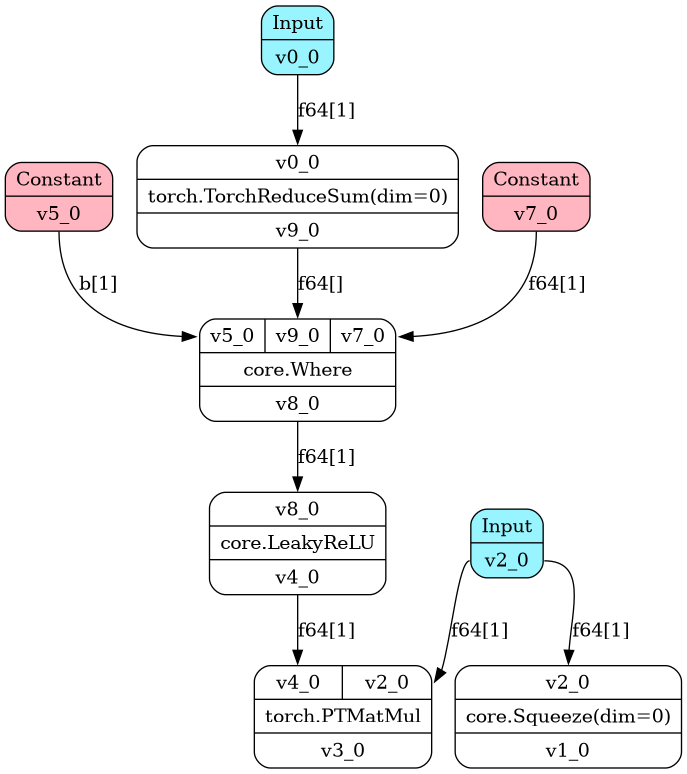 Input
v0_0
f64[1]
Constant
v5_0
v0_0
torch.TorchReduceSum(dim=0)
v9_0
Constant
v7_0
b[1]
f64[]
f64[1]
v5_0 v9_0 v7_0
core.Where
v8_0
f64[1]
v8_0
core.LeakyReLU
v4_0
Input
v2_0
f64[1]
f64[1]
f64[1]
v4_0 v2_0
torch.PTMatMul
v3_0
v2_0
core.Squeeze(dim=0)
v1_0